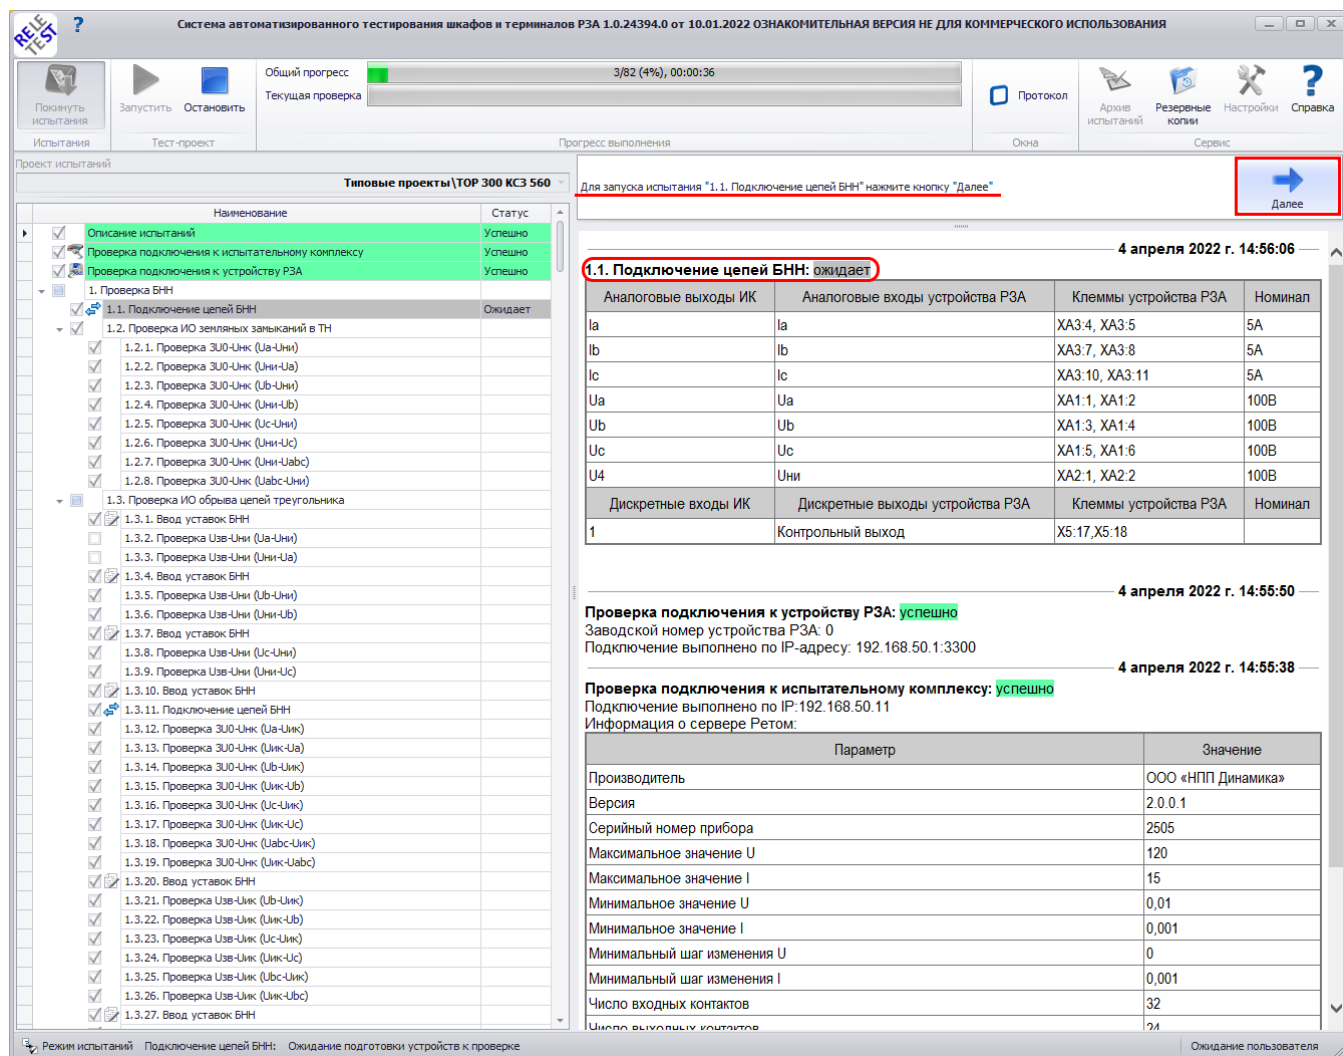 RELE TEST
?
Система автоматизированного тестирования шкафов и терминалов РЗА 1.0.24394.0 от 10.01.2022 ОЗНАКОМИТЕЛЬНАЯ ВЕРСИЯ НЕ ДЛЯ КОММЕРЧЕСКОГО ИСПОЛЬЗОВАНИЯ
Покинуть испытания
Запустить
Остановить
Общий прогресс
3/82 (4%), 00:00:36
Текущая проверка
Протокол
Архив испытаний
Резервные копии
Настройки
Справка
Испытания
Тест-проект
Прогресс выполнения
Окна
Сервис
Проект испытаний
Типовые проекты\ТОР 300 КСЗ 560
Наименование Статус
Описание испытаний Успешно
Проверка подключения к испытательному комплексу Успешно
Проверка подключения к устройству РЗА Успешно
1. Проверка БНН
1.1. Подключение цепей БНН Ожидает
1.2. Проверка ИО земляных замыканий в ТН
1.2.1. Проверка 3U0-Uнк (Ua-Uни)
1.2.2. Проверка 3U0-Uнк (Uни-Ua)
1.2.3. Проверка 3U0-Uнк (Ub-Uни)
1.2.4. Проверка 3U0-Uнк (Uни-Ub)
1.2.5. Проверка 3U0-Uнк (Uc-Uни)
1.2.6. Проверка 3U0-Uнк (Uни-Uc)
1.2.7. Проверка 3U0-Uнк (Uни-Uabc)
1.2.8. Проверка 3U0-Uнк (Uabc-Uни)
1.3. Проверка ИО обрыва цепей треугольника
1.3.1. Ввод уставок БНН
1.3.2. Проверка Uзв-Uни (Ua-Uни)
1.3.3. Проверка Uзв-Uни (Uни-Ua)
1.3.4. Ввод уставок БНН
1.3.5. Проверка Uзв-Uни (Ub-Uни)
1.3.6. Проверка Uзв-Uни (Uни-Ub)
1.3.7. Ввод уставок БНН
1.3.8. Проверка Uзв-Uни (Uc-Uни)
1.3.9. Проверка Uзв-Uни (Uни-Uc)
1.3.10. Ввод уставок БНН
1.3.11. Подключение цепей БНН
1.3.12. Проверка 3U0-Uнк (Ua-Uик)
1.3.13. Проверка 3U0-Uнк (Uик-Ua)
1.3.14. Проверка 3U0-Uнк (Ub-Uик)
1.3.15. Проверка 3U0-Uнк (Uик-Ub)
1.3.16. Проверка 3U0-Uнк (Uc-Uик)
1.3.17. Проверка 3U0-Uнк (Uик-Uc)
1.3.18. Проверка 3U0-Uнк (Uabc-Uик)
1.3.19. Проверка 3U0-Uнк (Uик-Uabc)
1.3.20. Ввод уставок БНН
1.3.21. Проверка Uзв-Uик (Ub-Uик)
1.3.22. Проверка Uзв-Uик (Uик-Ub)
1.3.23. Проверка Uзв-Uик (Uc-Uик)
1.3.24. Проверка Uзв-Uик (Uик-Uc)
1.3.25. Проверка Uзв-Uик (Ubc-Uик)
1.3.26. Проверка Uзв-Uик (Uик-Ubc)
1.3.27. Ввод уставок БНН
Для запуска испытания "1.1. Подключение цепей БНН" нажмите кнопку "Далее"
Далее
4 апреля 2022 г. 14:56:06
1.1. Подключение цепей БНН: ожидает
Аналоговые выходы ИК Аналоговые входы устройства РЗА Клеммы устройства РЗА Номинал
Ia Ia XA3:4, XA3:5 5А
Ib Ib XA3:7, XA3:8 5А
Ic Ic XA3:10, XA3:11 5А
Ua Ua XA1:1, XA1:2 100В
Ub Ub XA1:3, XA1:4 100В
Uc Uc XA1:5, XA1:6 100В
U4 Uни XA2:1, XA2:2 100В
Дискретные входы ИК Дискретные выходы устройства РЗА Клеммы устройства РЗА Номинал
1 Контрольный выход X5:17,X5:18
4 апреля 2022 г. 14:55:50
Проверка подключения к устройству РЗА: успешно
Заводской номер устройства РЗА: 0
Подключение выполнено по IP-адресу: 192.168.50.1:3300
4 апреля 2022 г. 14:55:38
Проверка подключения к испытательному комплексу: успешно
Подключение выполнено по IP:192.168.50.11
Информация о сервере Ретом:
Параметр Значение
Производитель ООО «НПП Динамика»
Версия 2.0.0.1
Серийный номер прибора 2505
Максимальное значение U 120
Максимальное значение I 15
Минимальное значение U 0,01
Минимальное значение I 0,001
Минимальный шаг изменения U 0
Минимальный шаг изменения I 0,001
Число входных контактов 32
Число выходных контактов 24
Режим испытаний Подключение цепей БНН: Ожидание подготовки устройств к проверке
Ожидание пользователя